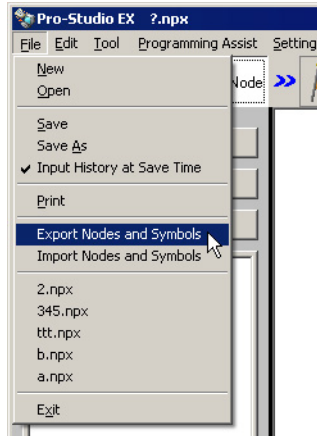 Pro-Studio EX ?.npx
File Edit Tool Programming Assist Setting
New
Open
Node
Save
Save As
Input History at Save Time
Print
Export Nodes and Symbols
Import Nodes and Symbols
2.npx
345.npx
ttt.npx
b.npx
a.npx
Exit